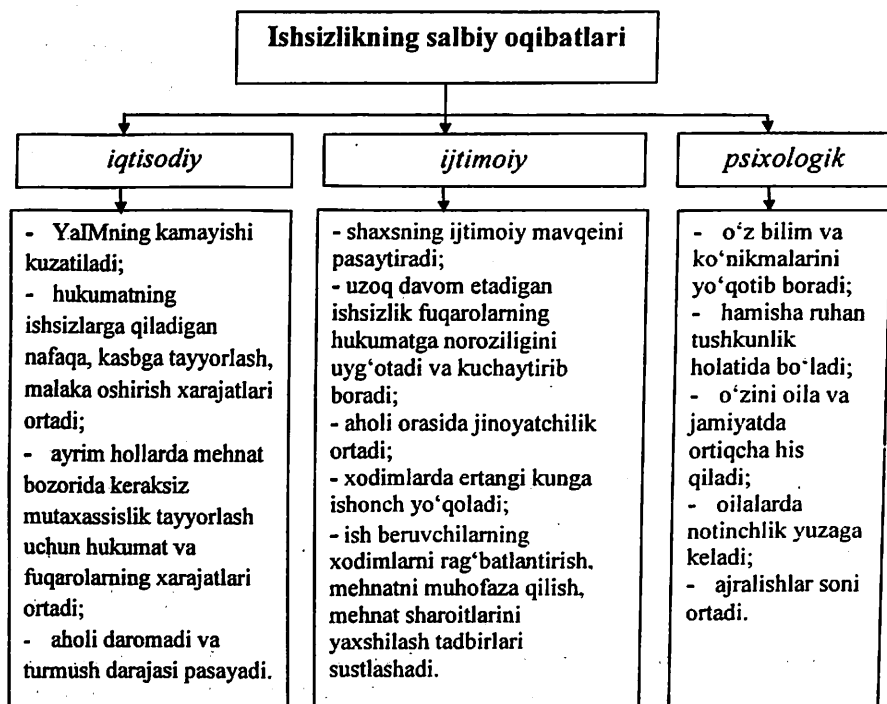 Ishsizlikning salbiy oqibatlari
iqtisodiy
- YaIMning kamayishi
kuzatiladi;
- hukumatning
ishsizlarga qiladigan
nafaqa, kasbga tayyorlash,
malaka oshirish xarajatlari
ortadi;
- ayrim hollarda mehnat
bozorida keraksiz
mutaxassislik tayyorlash
uchun hukumat va
fuqarolarning xarajatlari
ortadi;
- aholi daromadi va
turmush darajasi pasayadi.
ijtimoiy
- shaxsning ijtimoiy mavqeini
pasaytiradi;
- uzoq davom etadigan
ishsizlik fuqarolarning
hukumatga noroziligini
uyg‘otadi va kuchaytirib
boradi;
- aholi orasida jinoyatchilik
ortadi;
- xodimlarda ertangi kunga
ishonch yo‘qoladi;
- ish beruvchilarning
xodimlarni rag‘batlantirish,
mehnatni muhofaza qilish,
mehnat sharoitlarini
yaxshilash tadbirlari
sustlashadi.
psixologik
- o‘z bilim va
ko‘nikmalarini
yo‘qotib boradi;
- hamisha ruhan
tushkunlik
holatida bo‘ladi;
- o‘zini oila va
jamiyatda
ortiqcha his
qiladi;
- oilalarda
notinchlik yuzaga
keladi;
- ajralishlar soni
ortadi.